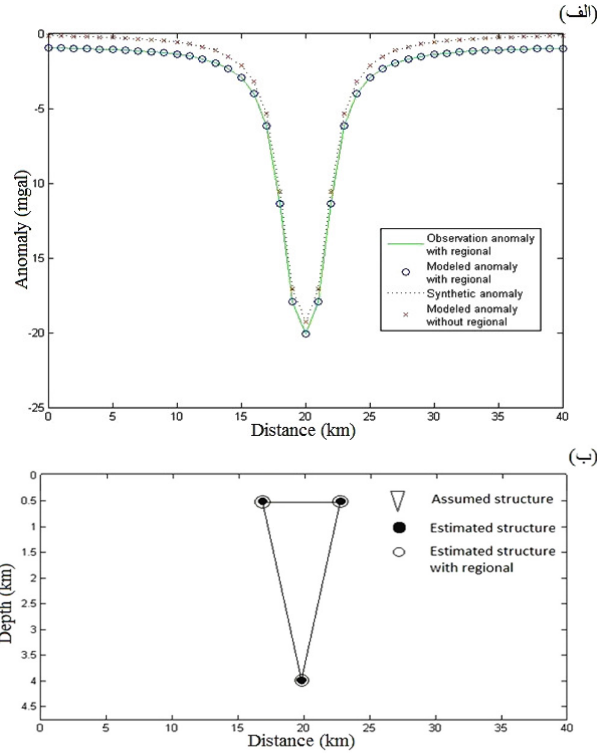 (الف)
0
-5
10
15
-20
-25
Anomaly (mgal)
Observation anomaly
with regional
Modeled anomaly
with regional
Synthetic anomaly
Modeled anomaly
without regional
0 5 10 15 20 25 30 35 40
Distance (km)
(ب)
0
0.5
1
1.5
2
2.5
3
3.5
4
4.5
Depth (km)
Assumed structure
Estimated structure
Estimated structure
with regional
0 5 10 15 20 25 30 35 40
Distance (km)